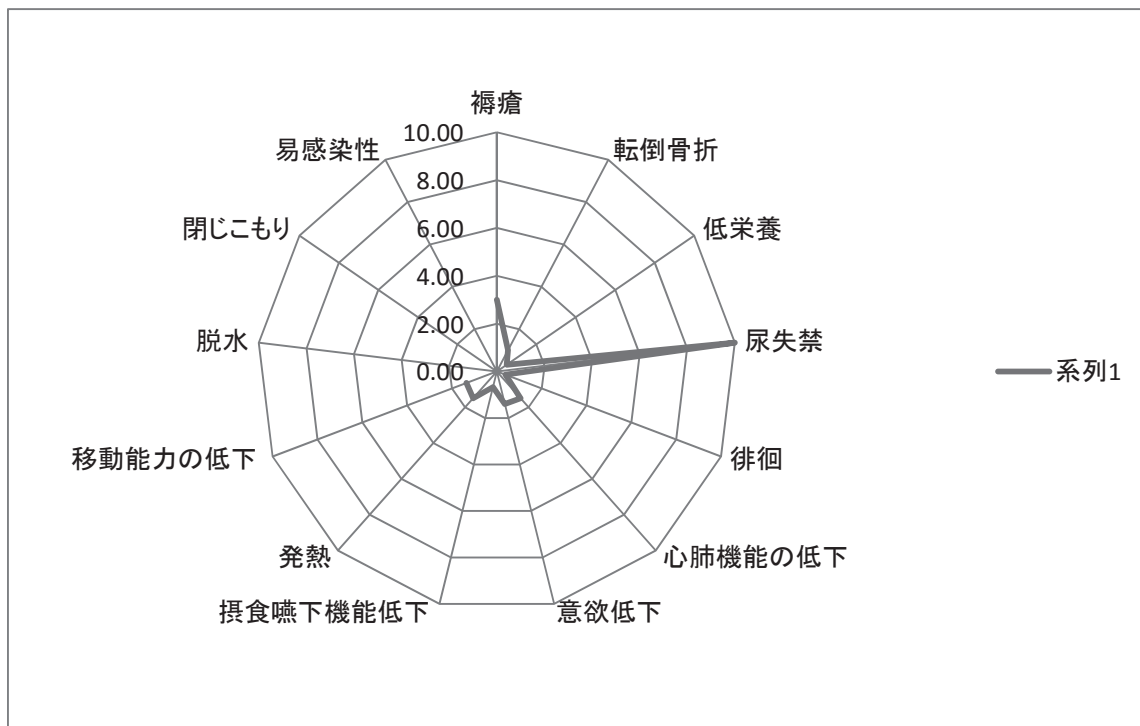 褥瘡
転倒骨折
低栄養
尿失禁
徘徊
心肺機能の低下
意欲低下
摂食嚥下機能低下
発熱
移動能力の低下
脱水
閉じこもり
易感染性
10.00
8.00
6.00
4.00
2.00
0.00
系列1